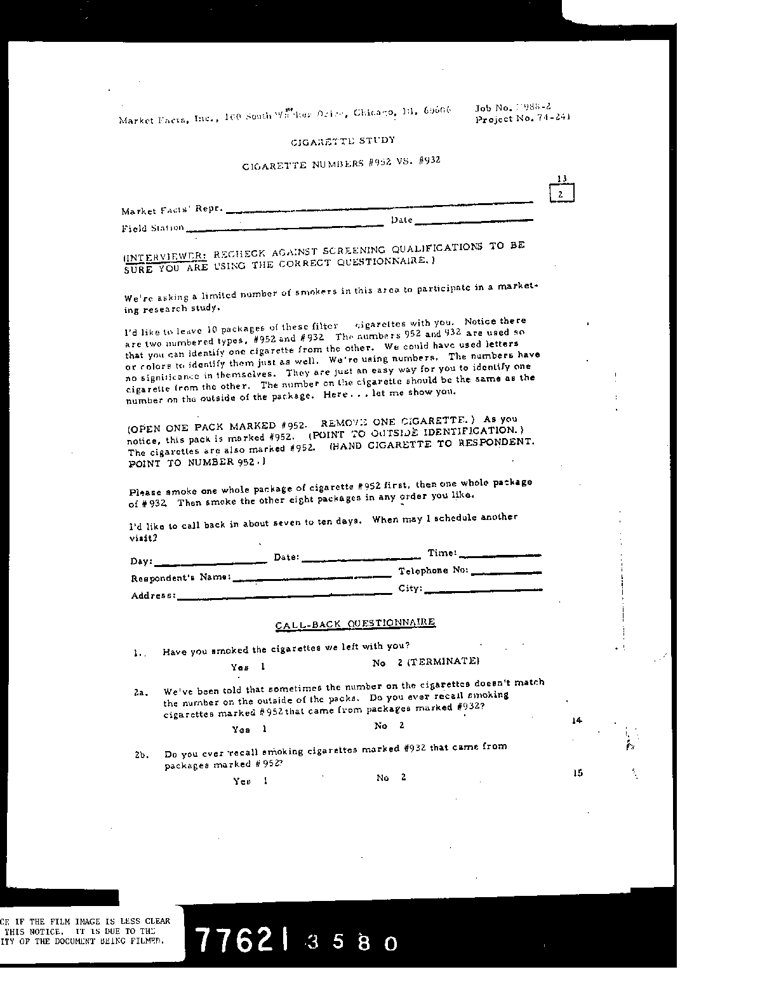 Market Facts, Inc., 100 South Wacker Drive, Chicago, Ill, 60606
Job No. 988-2
Project No. 74-241
CIGARETTE STUDY
CIGARETTE NUMBERS #952 VS. #932
13
2
Market Facts' Repr.
Field Station Date
(INTERVIEWER: RECHECK AGAINST SCREENING QUALIFICATIONS TO BE
SURE YOU ARE USING THE CORRECT QUESTIONNAIRE.)
We're asking a limited number of smokers in this area to participate in a market-
ing research study.
I'd like to leave 10 packages of these filter cigarettes with you. Notice there
are two numbered types, #952 and #932 The numbers 952 and 932 are used so
that you can identify one cigarette from the other. We could have used letters
or colors to identify them just as well. We're using numbers. The numbers have
no significance in themselves. They are just an easy way for you to identify one
cigarette from the other. The number on the cigarette should be the same as the
number on the outside of the package. Here... let me show you.
(OPEN ONE PACK MARKED #952. REMOVE ONE CIGARETTE.) As you
notice, this pack is marked #952. (POINT TO OUTSIDE IDENTIFICATION.)
The cigarettes are also marked #952. (HAND CIGARETTE TO RESPONDENT.
POINT TO NUMBER 952.)
Please smoke one whole package of cigarette #952 first, then one whole package
of #932 Then smoke the other eight packages in any order you like.
I'd like to call back in about seven to ten days. When may I schedule another
visit?
Day: Date: Time:
Respondent's Name: Telephone No:
Address: City:
CALL-BACK QUESTIONNAIRE
1. Have you smoked the cigarettes we left with you?
Yes 1 No 2 (TERMINATE)
2a. We've been told that sometimes the number on the cigarettes doesn't match
the number on the outside of the packs. Do you ever recall smoking
cigarettes marked #952 that came from packages marked #932?
Yes 1 No 2 14
2b. Do you ever recall smoking cigarettes marked #932 that came from
packages marked #952?
Yes 1 No 2 15
CE IF THE FILM IMAGE IS LESS CLEAR
THIS NOTICE. IT IS DUE TO THE
ITY OF THE DOCUMENT BEING FILMED.
77621 3580